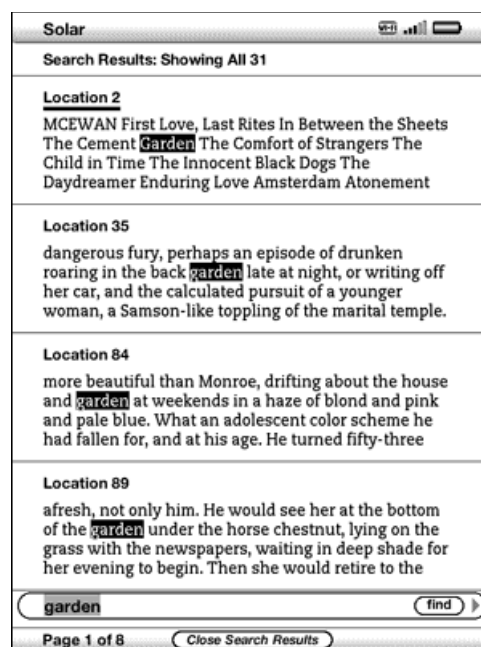 Solar
Wi-Fi
Search Results: Showing All 31
Location 2
MCEWAN First Love, Last Rites In Between the Sheets
The Cement Garden The Comfort of Strangers The
Child in Time The Innocent Black Dogs The
Daydreamer Enduring Love Amsterdam Atonement
Location 35
dangerous fury, perhaps an episode of drunken
roaring in the back garden late at night, or writing off
her car, and the calculated pursuit of a younger
woman, a Samson-like toppling of the marital temple.
Location 84
more beautiful than Monroe, drifting about the house
and garden at weekends in a haze of blond and pink
and pale blue. What an adolescent color scheme he
had fallen for, and at his age. He turned fifty-three
Location 89
afresh, not only him. He would see her at the bottom
of the garden under the horse chestnut, lying on the
grass with the newspapers, waiting in deep shade for
her evening to begin. Then she would retire to the
garden find
Page 1 of 8 Close Search Results